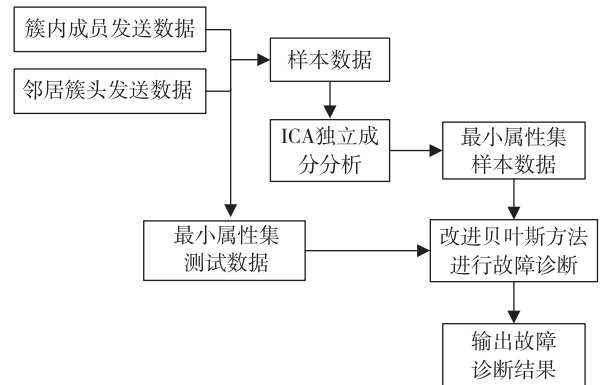 簇内成员发送数据
邻居簇头发送数据
样本数据
ICA独立成
分分析
最小属性集
样本数据
最小属性集
测试数据
改进贝叶斯方法
进行故障诊断
输出故障
诊断结果